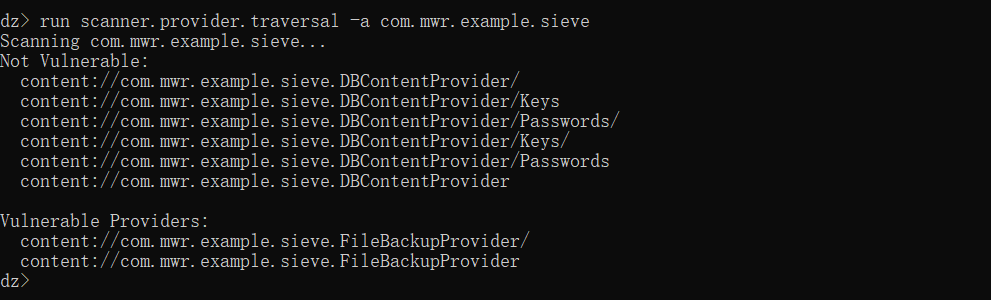 dz> run scanner.provider.traversal -a com.mwr.example.sieve
Scanning com.mwr.example.sieve...
Not Vulnerable:
  content://com.mwr.example.sieve.DBContentProvider/
  content://com.mwr.example.sieve.DBContentProvider/Keys
  content://com.mwr.example.sieve.DBContentProvider/Passwords/
  content://com.mwr.example.sieve.DBContentProvider/Keys/
  content://com.mwr.example.sieve.DBContentProvider/Passwords
  content://com.mwr.example.sieve.DBContentProvider

Vulnerable Providers:
  content://com.mwr.example.sieve.FileBackupProvider/
  content://com.mwr.example.sieve.FileBackupProvider
dz>